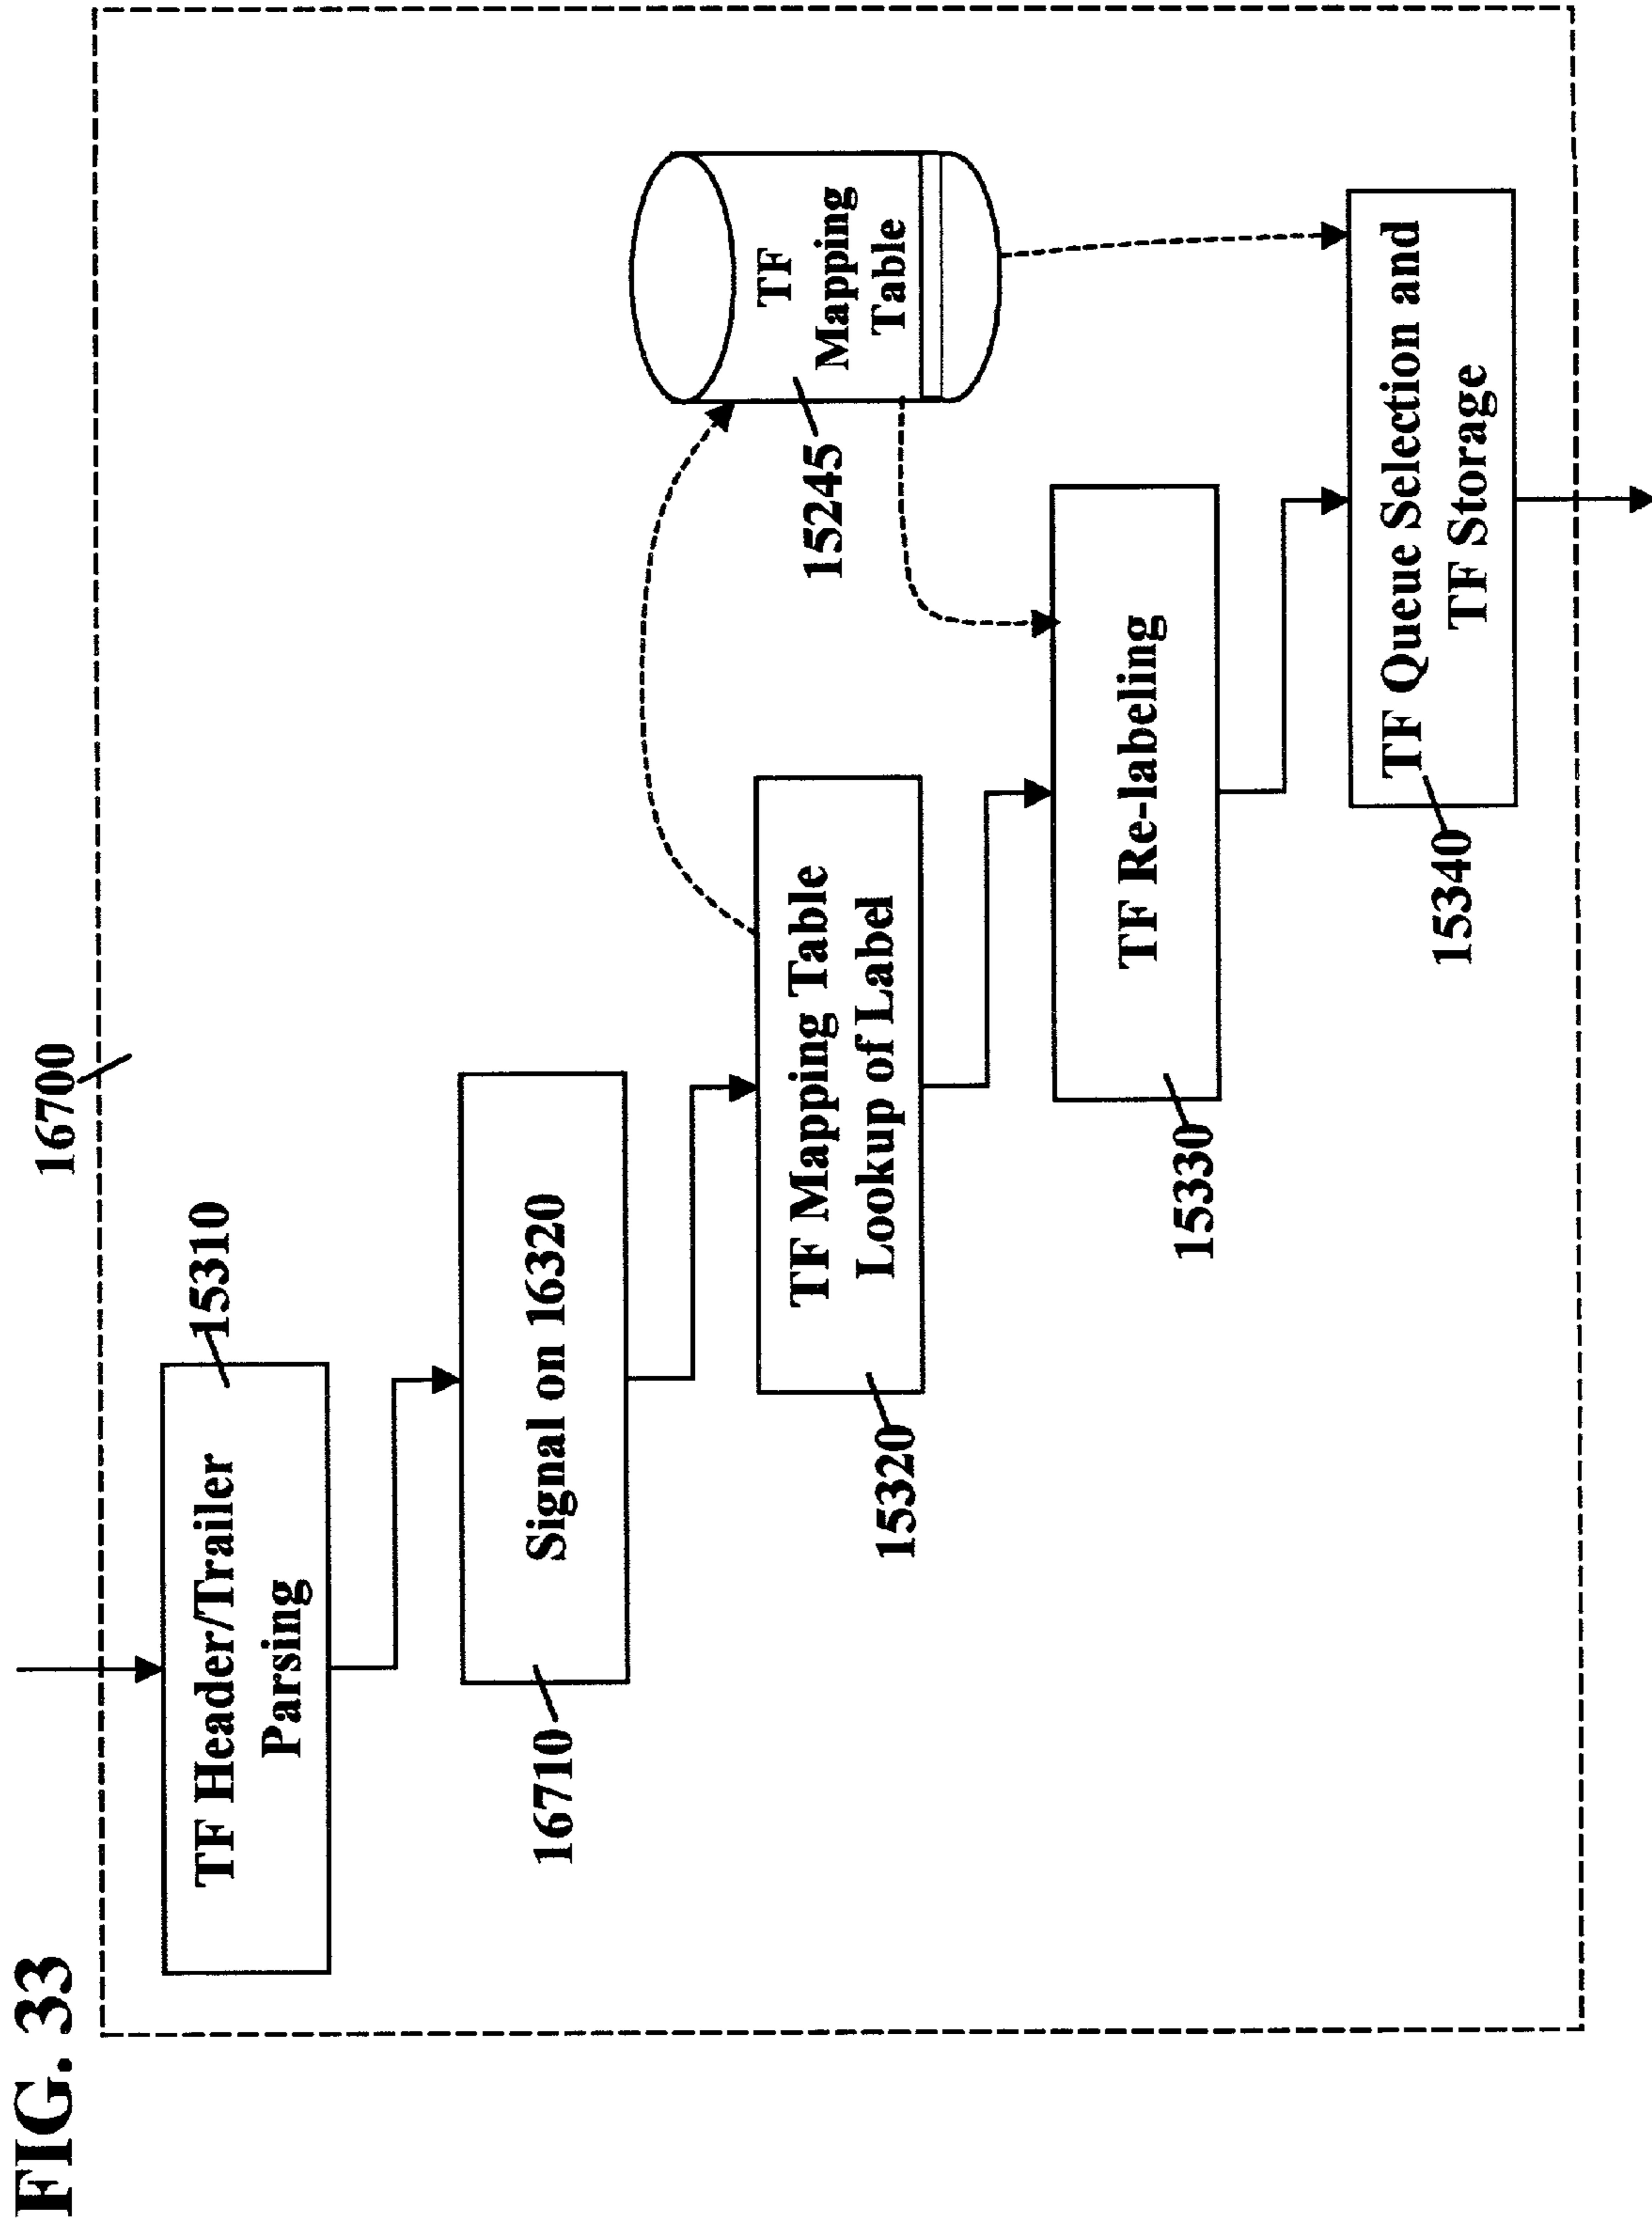 FIG. 33
16700
TF Header/Trailer
Parsing
15310
Signal on 16320
16710
TF Mapping Table
Lookup of Label
15320
TF
Mapping
Table
15245
TF Re-labeling
15330
TF Queue Selection and
TF Storage
15340